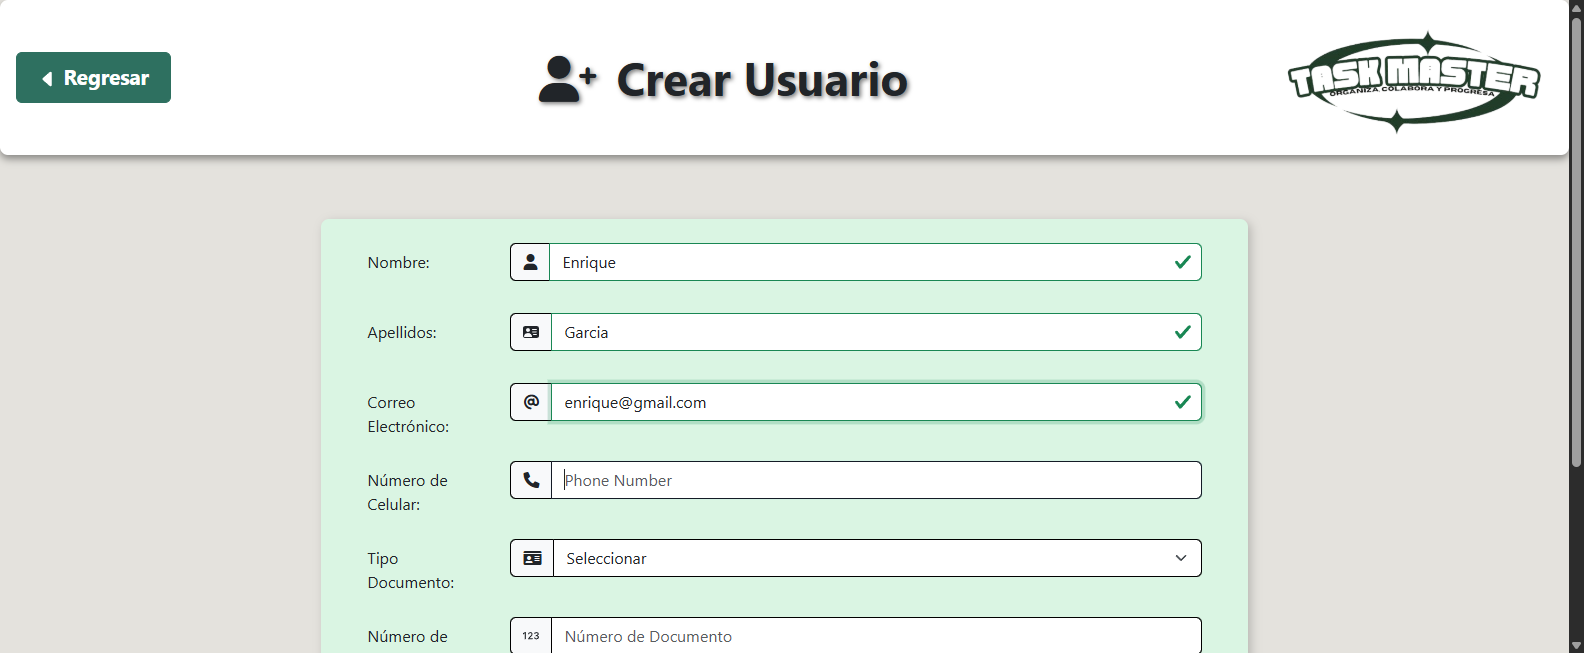 Regresar
Crear Usuario
TASK MASTER
ORGANIZA COLABORA Y PROGRESA
Nombre:
Enrique
Apellidos:
Garcia
Correo
Electrónico:
enrique@gmail.com
Número de
Celular:
Phone Number
Tipo
Documento:
Seleccionar
Número de
123
Número de Documento